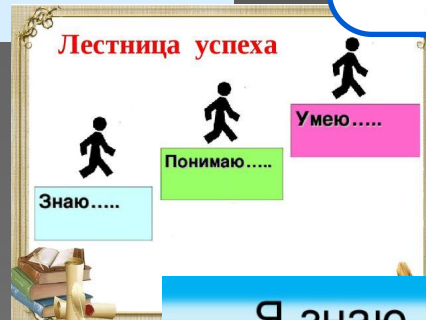 Лестница успеха
Умею…..
Понимаю…..
Знаю…..
Я знаю